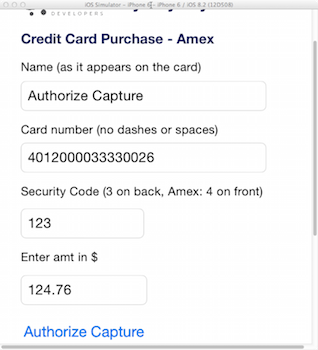 iOS Simulator - iPhone 6 - iPhone 6 / iOS 8.2 (12D508)
DEVELOPERS
Credit Card Purchase - Amex
Name (as it appears on the card)
Authorize Capture
Card number (no dashes or spaces)
4012000033330026
Security Code (3 on back, Amex: 4 on front)
123
Enter amt in $
124.76
Authorize Capture